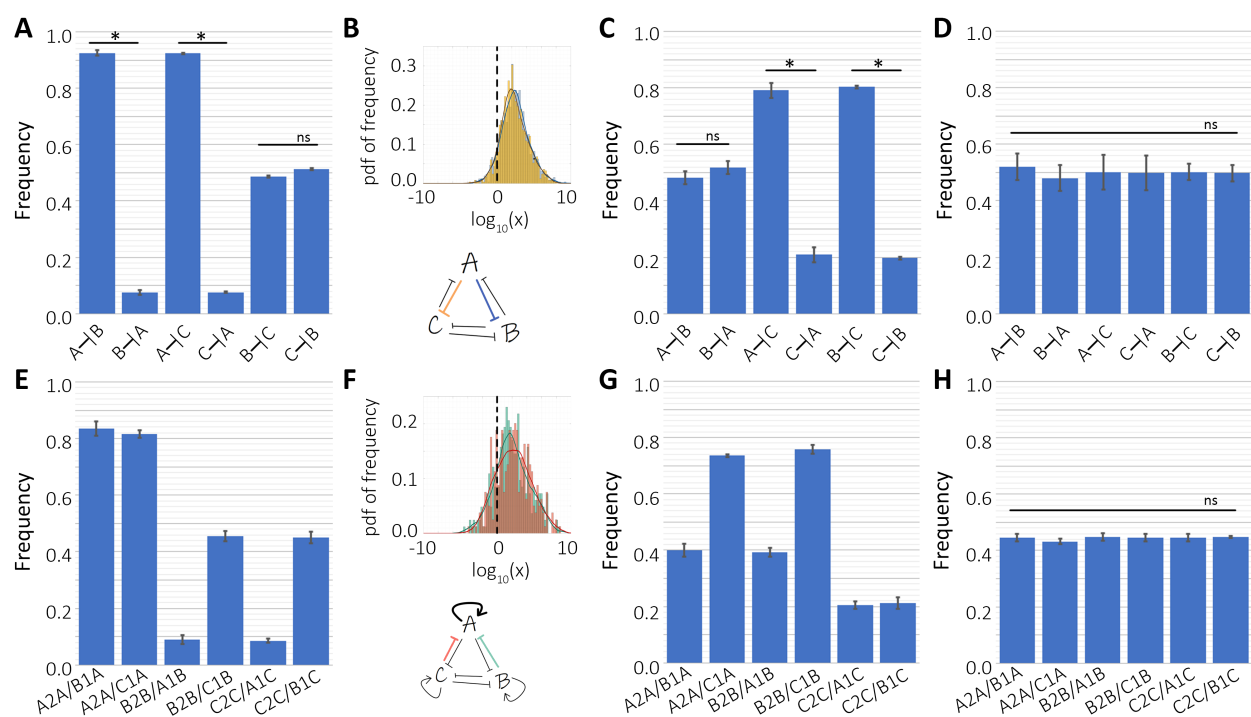 A
1.0
0.8
0.6
0.4
0.2
0.0
Frequency
*
*
ns
A⊣B
B⊣A
A⊣C
C⊣A
B⊣C
C⊣B
B
0.3
0.2
0.1
0.0
pdf of frequency
-10
0
10
log10(x)
A
C
B
C
1.0
0.8
0.6
0.4
0.2
0.0
Frequency
ns
*
*
A⊣B
B⊣A
A⊣C
C⊣A
B⊣C
C⊣B
D
1.0
0.8
0.6
0.4
0.2
0.0
Frequency
ns
A⊣B
B⊣A
A⊣C
C⊣A
B⊣C
C⊣B
E
1.0
0.8
0.6
0.4
0.2
0.0
Frequency
A2A/B1A
A2A/C1A
B2B/A1B
B2B/C1B
C2C/A1C
C2C/B1C
F
0.2
0.1
0.0
pdf of frequency
-10
0
10
log10(x)
A
C
B
G
1.0
0.8
0.6
0.4
0.2
0.0
Frequency
A2A/B1A
A2A/C1A
B2B/A1B
B2B/C1B
C2C/A1C
C2C/B1C
H
1.0
0.8
0.6
0.4
0.2
0.0
Frequency
ns
A2A/B1A
A2A/C1A
B2B/A1B
B2B/C1B
C2C/A1C
C2C/B1C